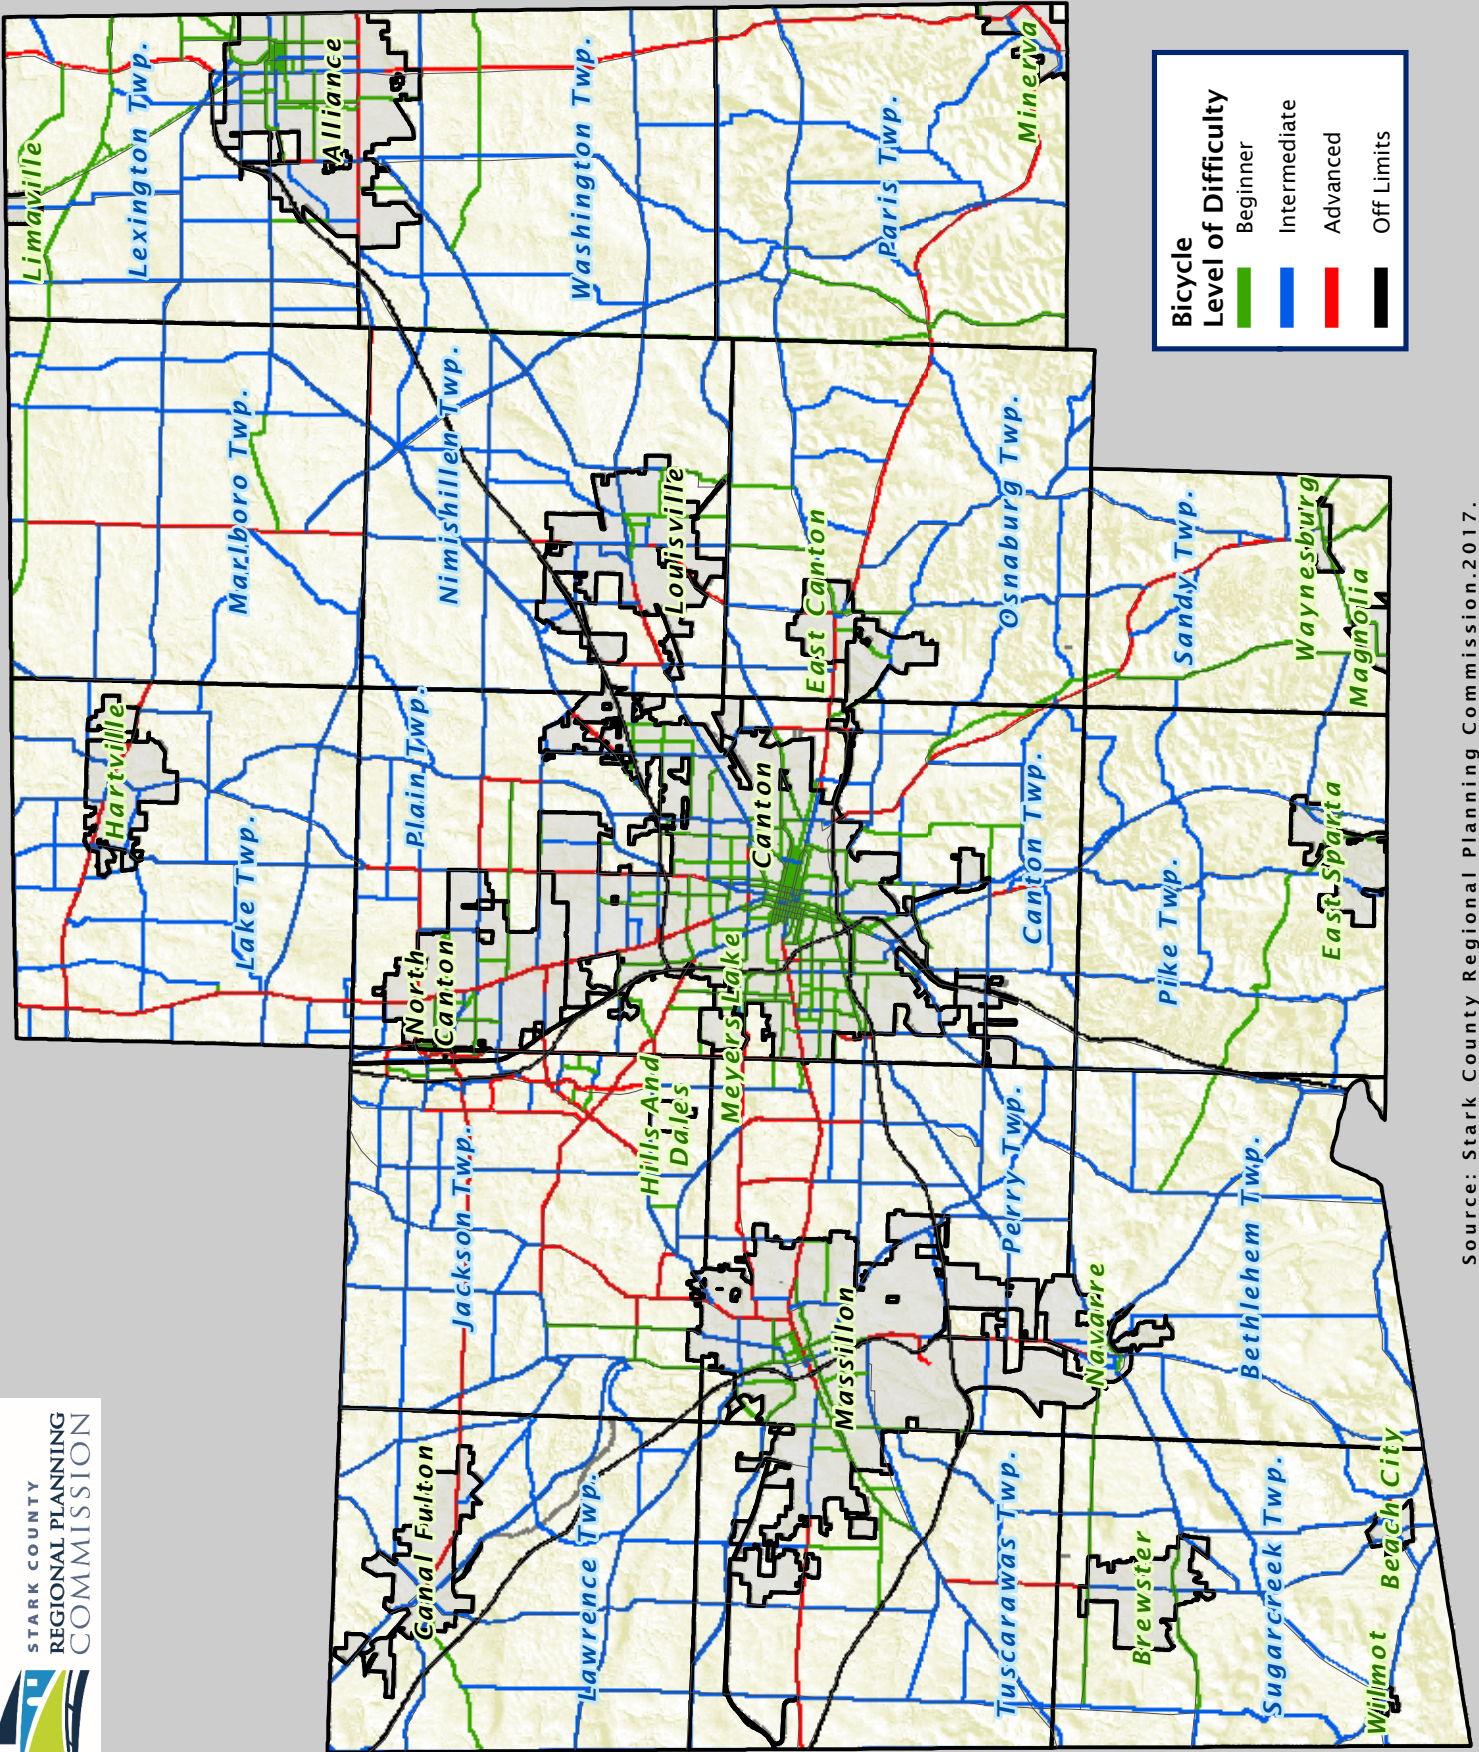 STARK COUNTY
REGIONAL PLANNING
COMMISSION
Canal Fulton
Lawrence Twp.
Jackson Twp.
North
Canton
Lake Twp.
Hartville
Plain Twp.
Marlboro Twp.
Nimishillen Twp.
Limaville
Lexington Twp.
Alliance
Washington Twp.
Paris Twp.
Minerva
Louisville
East Canton
Osnaburg Twp.
Canton
Meyers Lake
Hills And
Dales
Massillon
Perry Twp.
Canton Twp.
Sandy Twp.
Waynesburg
Magnolia
Pike Twp.
East Sparta
Bethlehem Twp.
Navarre
Tuscarawas Twp.
Brewster
Sugarcreek Twp.
Beach City
Wilmot
Bicycle
Level of Difficulty
Beginner
Intermediate
Advanced
Off Limits
Source: Stark County Regional Planning Commission,2017.